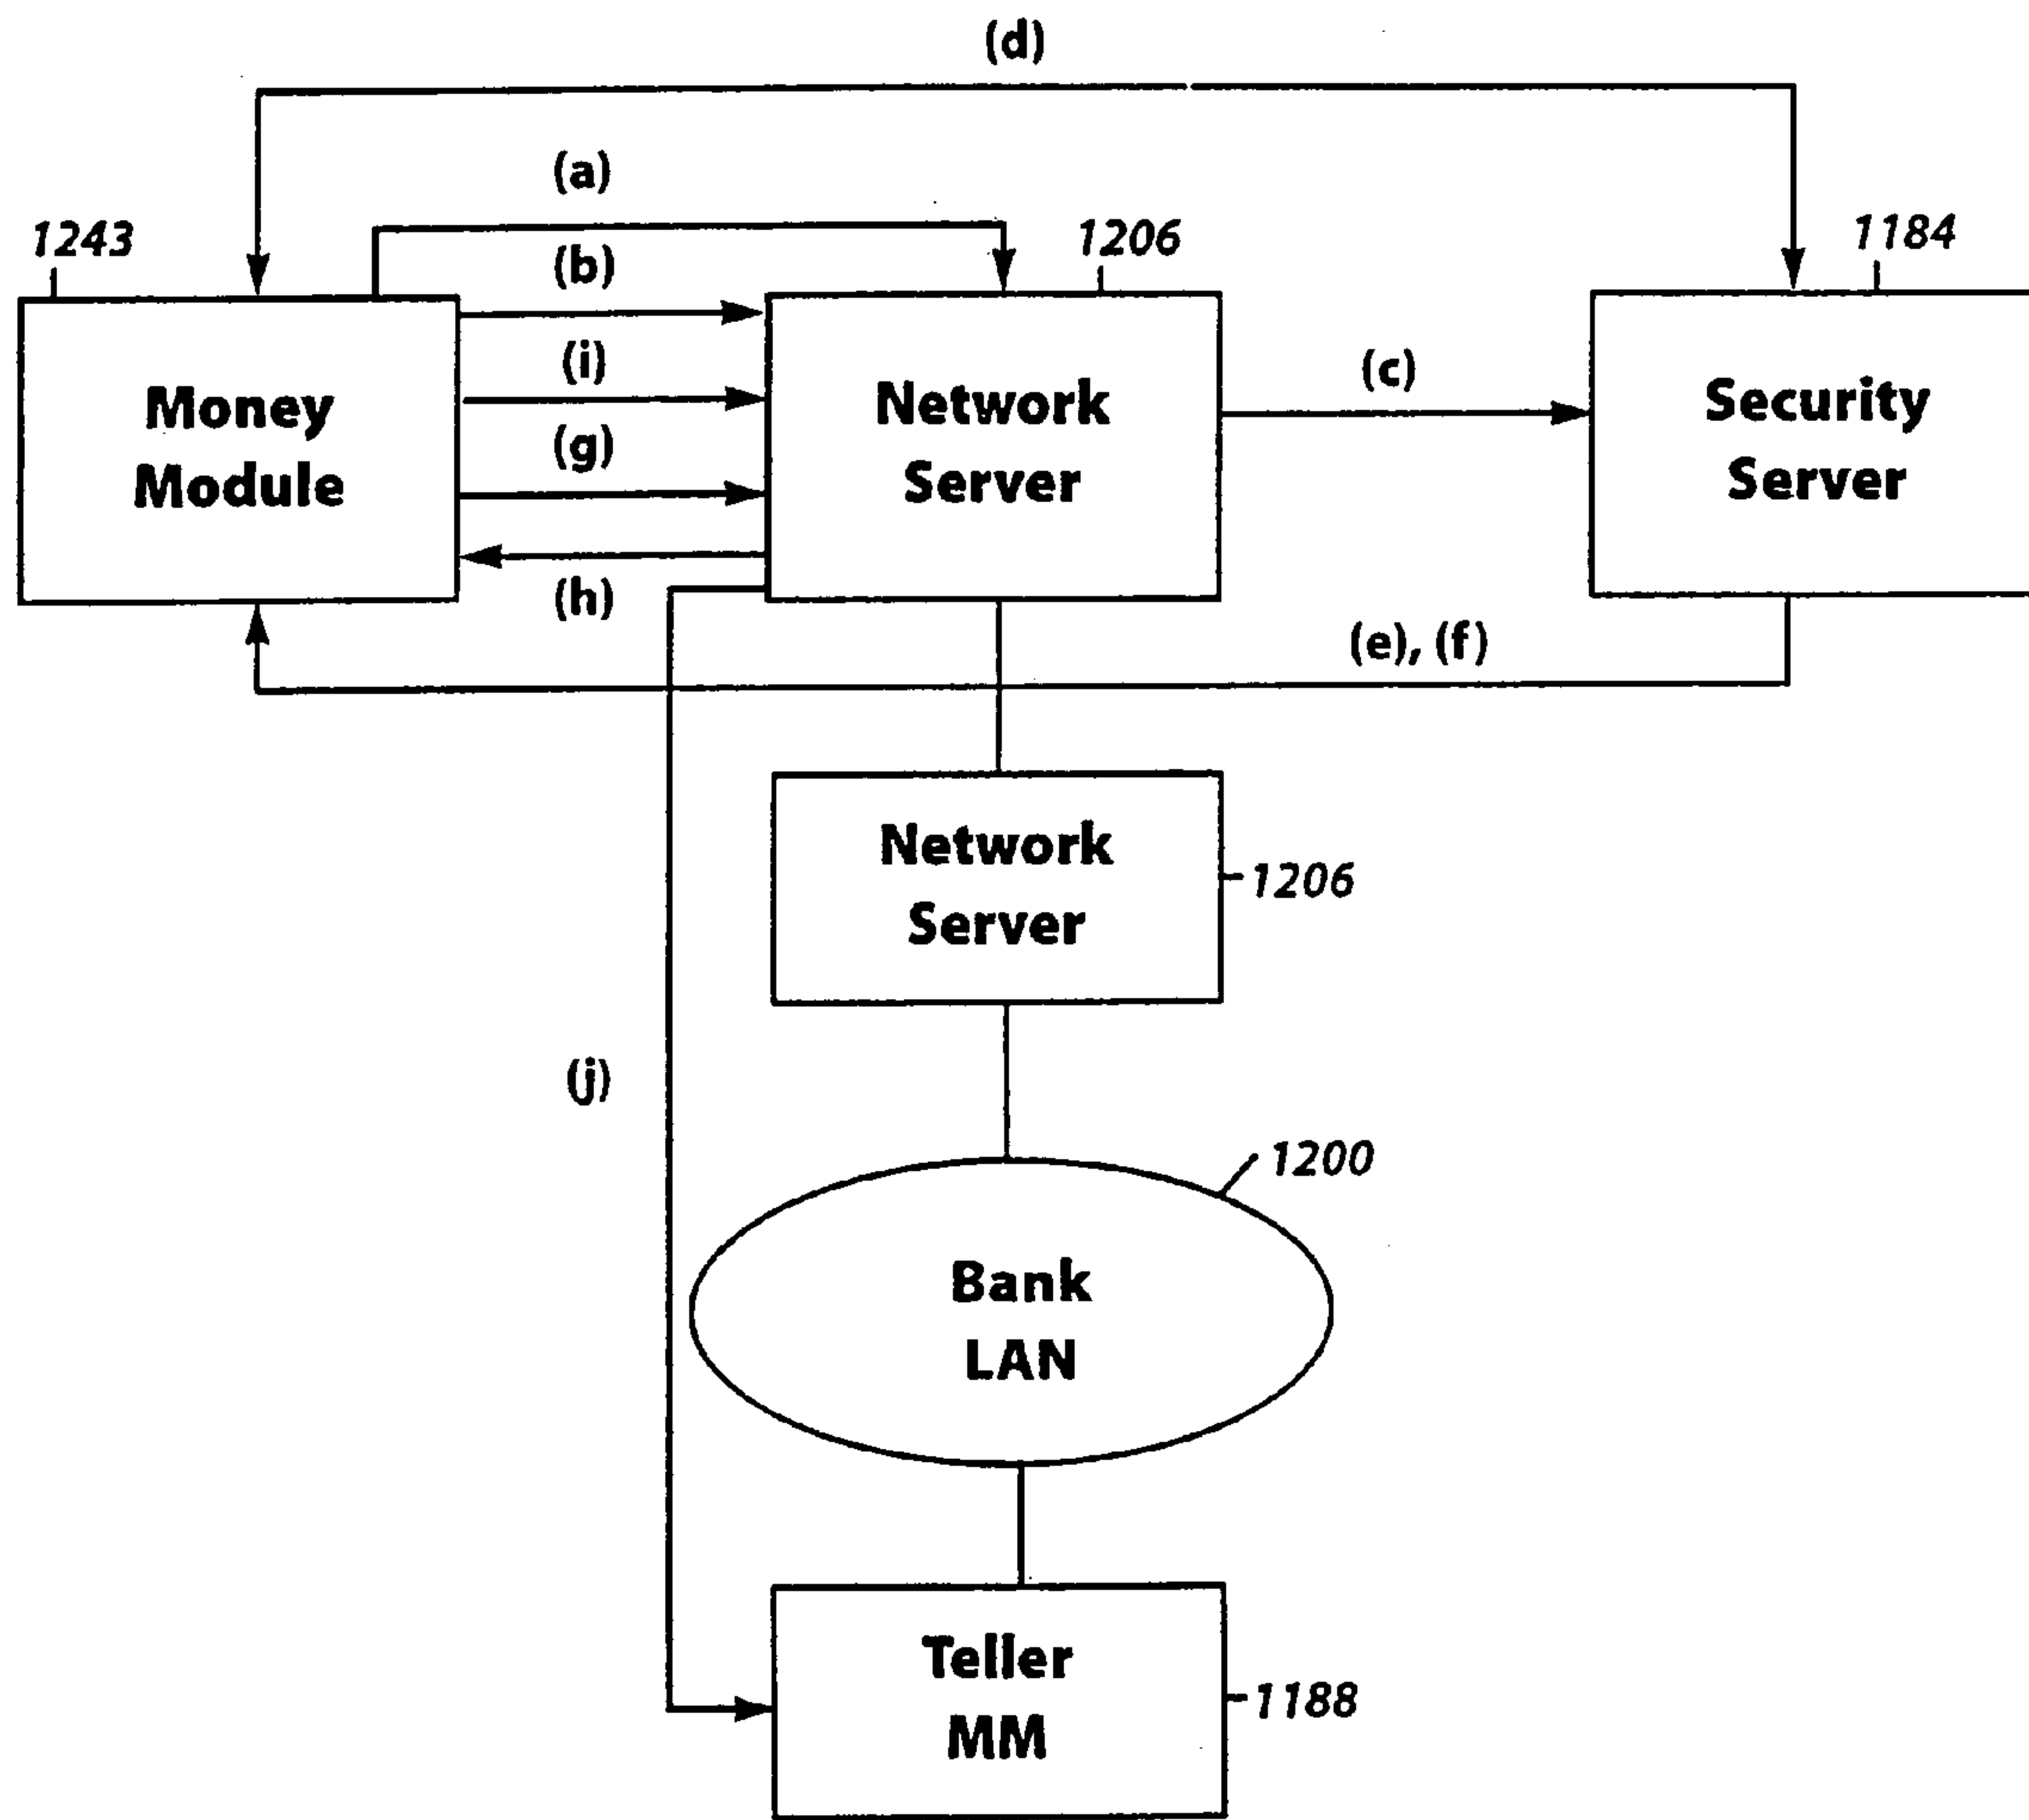 (d)
(a)
1243
1206
1184
(b)
(i)
(c)
Money
Module
Network
Server
Security
Server
(g)
(h)
(e), (f)
Network
Server
1206
(j)
1200
Bank
LAN
Teller
MM
1188